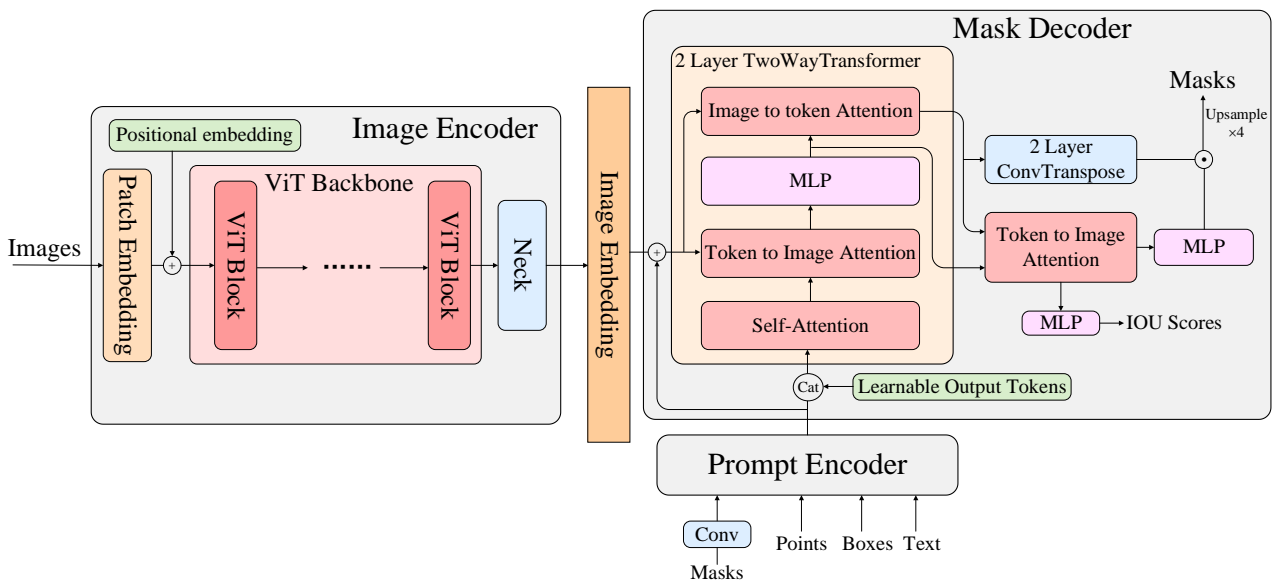 Image Encoder
Positional embedding
Images
Patch Embedding
+
ViT Backbone
ViT Block
......
ViT Block
Neck
Image Embedding
Mask Decoder
2 Layer TwoWayTransformer
Image to token Attention
MLP
+
Token to Image Attention
Self-Attention
Cat
Learnable Output Tokens
Masks
Upsample
×4
2 Layer
ConvTranspose
Token to Image
Attention
MLP
MLP
IOU Scores
Prompt Encoder
Conv
Masks
Points
Boxes
Text